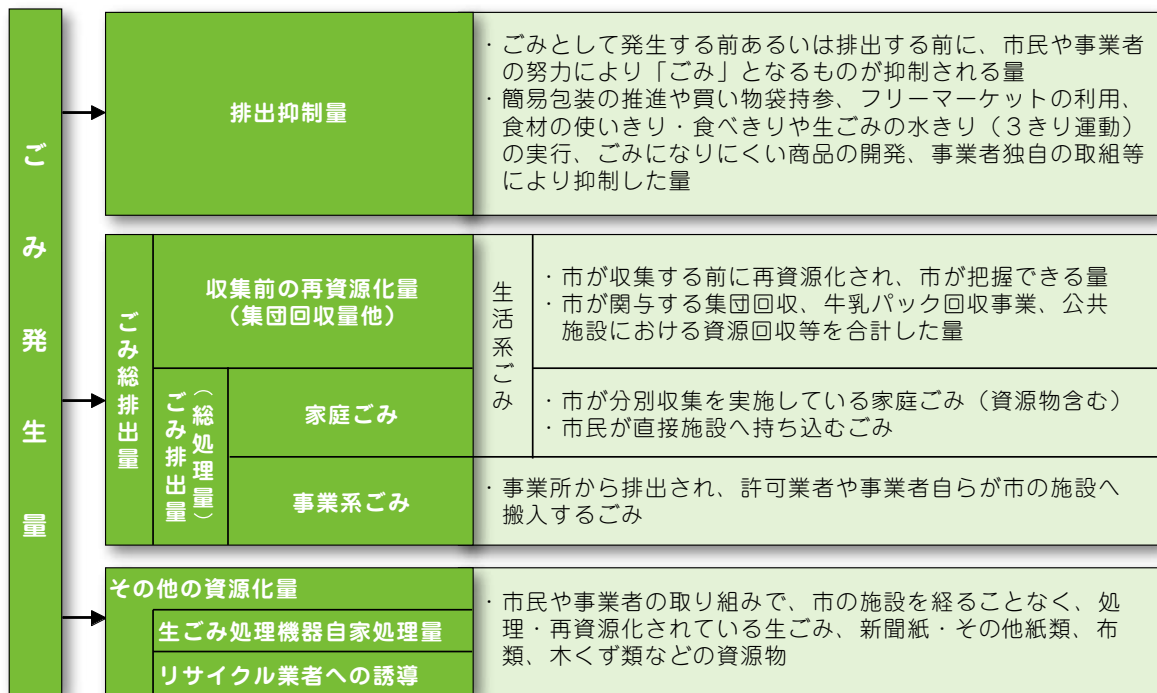 ごみ発生量
排出抑制量
・ごみとして発生する前あるいは排出する前に、市民や事業者
の努力により「ごみ」となるものが抑制される量
・簡易包装の推進や買い物袋持参、フリーマーケットの利用、
食材の使いきり・食べきりや生ごみの水きり（３きり運動）
の実行、ごみになりにくい商品の開発、事業者独自の取組等
により抑制した量
ごみ総排出量
収集前の再資源化量
（集団回収量他）
生活系ごみ
・市が収集する前に再資源化され、市が把握できる量
・市が関与する集団回収、牛乳パック回収事業、公共
施設における資源回収等を合計した量
ごみ排出量
（総処理量）
家庭ごみ
・市が分別収集を実施している家庭ごみ（資源物含む）
・市民が直接施設へ持ち込むごみ
事業系ごみ
・事業所から排出され、許可業者や事業者自らが市の施設へ
搬入するごみ
その他の資源化量
生ごみ処理機器自家処理量
リサイクル業者への誘導
・市民や事業者の取り組みで、市の施設を経ることなく、処
理・再資源化されている生ごみ、新聞紙・その他紙類、布
類、木くず類などの資源物